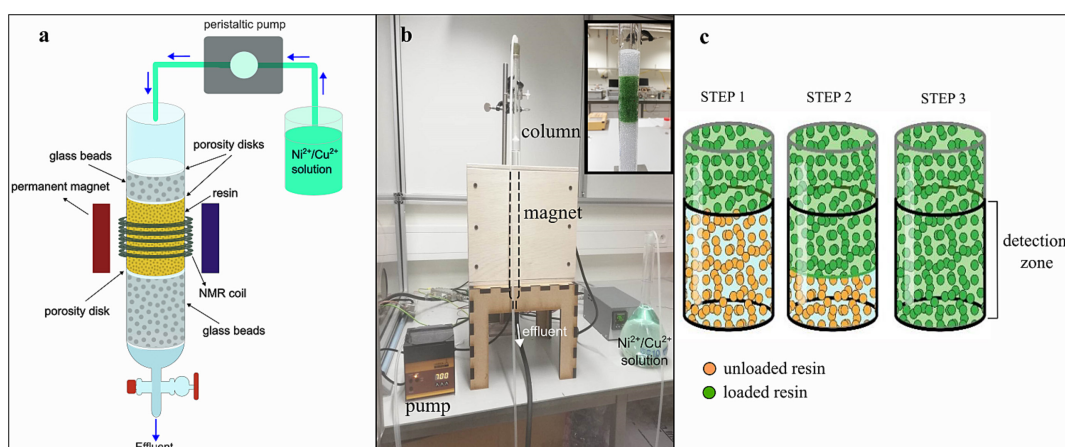 a
peristaltic pump
glass beads
porosity disks
Ni²⁺/Cu²⁺
solution
permanent magnet
resin
NMR coil
porosity disk
glass beads
Effluent
b
column
magnet
effluent
Ni²⁺/Cu²⁺
solution
pump
100
c
STEP 1
STEP 2
STEP 3
detection
zone
unloaded resin
loaded resin